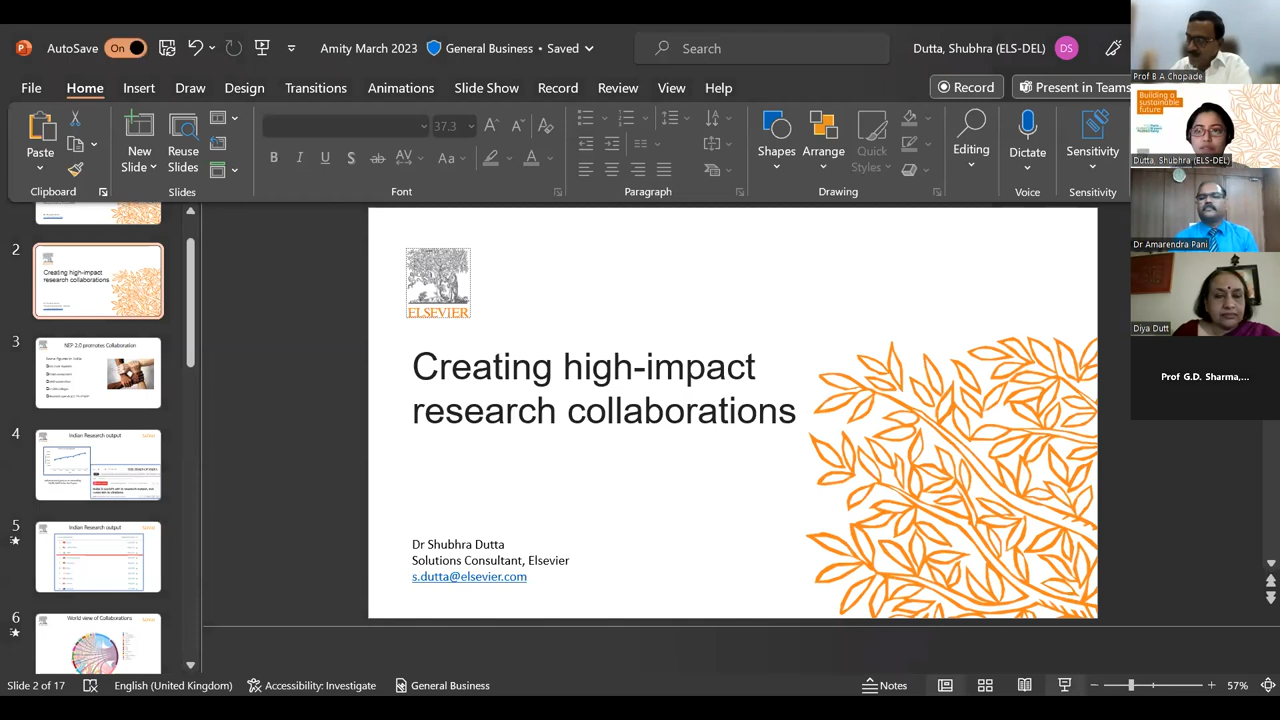 AutoSave
On
Amity March 2023
General Business • Saved
Search
Dutta, Shubhra (ELS-DEL)
DS
File
Home
Insert
Draw
Design
Transitions
Animations
Slide Show
Record
Review
View
Help
Record
Present in Teams
Paste
New
Slide
Reuse
Slides
37.3
Aa
B
I
U
S
ab
AV
A
Shapes
Arrange
Quick
Styles
Editing
Dictate
Sensitivity
Clipboard
Slides
Font
Paragraph
Drawing
Voice
Sensitivity
2
Creating high-impact
research collaborations
3
NEP 2.0 promotes Collaboration
4
Indian Research output
5
Indian Research output
6
World view of Collaborations
ELSEVIER
Creating high-impact
research collaborations
Dr Shubhra Dutta
Solutions Consultant, Elsevier
s.dutta@elsevier.com
Prof B A Chopade
Building a
sustainable
future
Dutta, Shubhra (ELS-DEL)
Dr Amarendra Pani
Diya Dutt
Prof G.D. Sharma,...
Slide 2 of 17
English (United Kingdom)
Accessibility: Investigate
General Business
Notes
57%